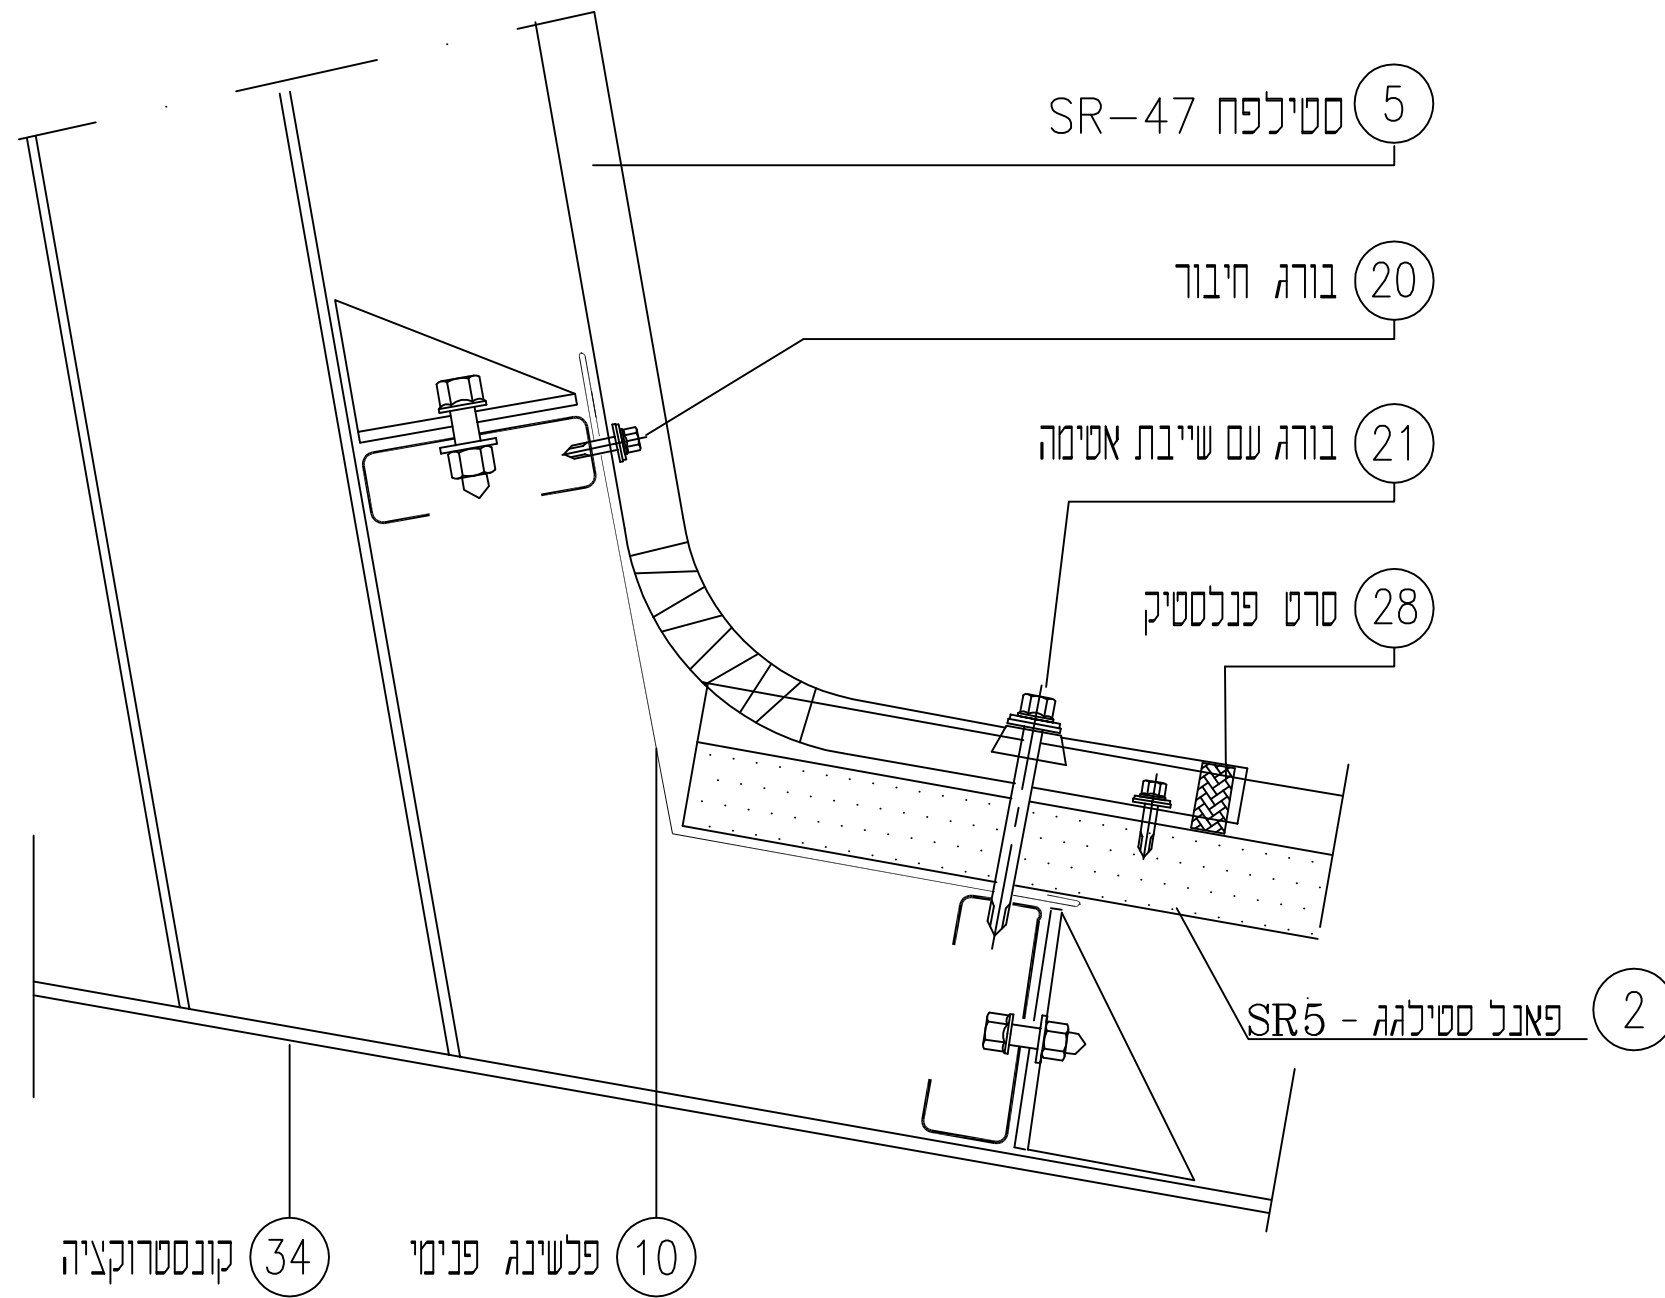 5 סטילפח SR-47
20 בורג חיבור
21 בורג עם שייבת אטימה
28 סרט פנלסטיק
2 פאנל סטילגג - SR5
10 פלשינג פנימי
34 קונסטרוקציה